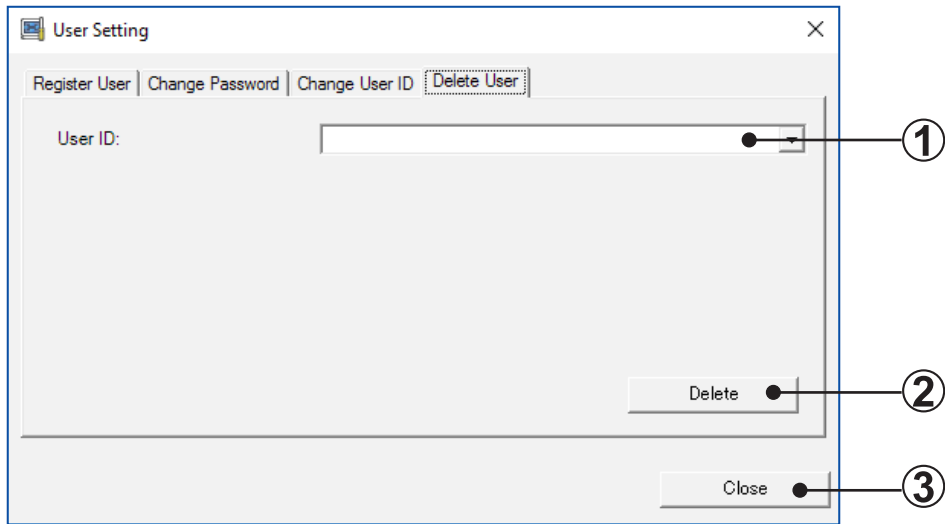 User Setting
Register User Change Password Change User ID Delete User
User ID: 1
Delete 2
Close 3